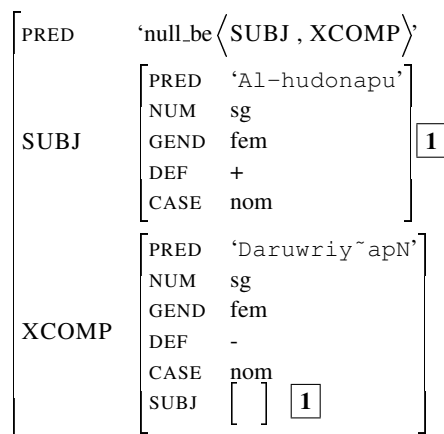 PRED ‘null_be⟨SUBJ , XCOMP⟩’
PRED ‘Al-hudonapu’
NUM sg
SUBJ GEND fem 1
DEF +
CASE nom
PRED ‘Daruwriy~apN’
NUM sg
GEND fem
XCOMP DEF -
CASE nom
SUBJ [ ] 1